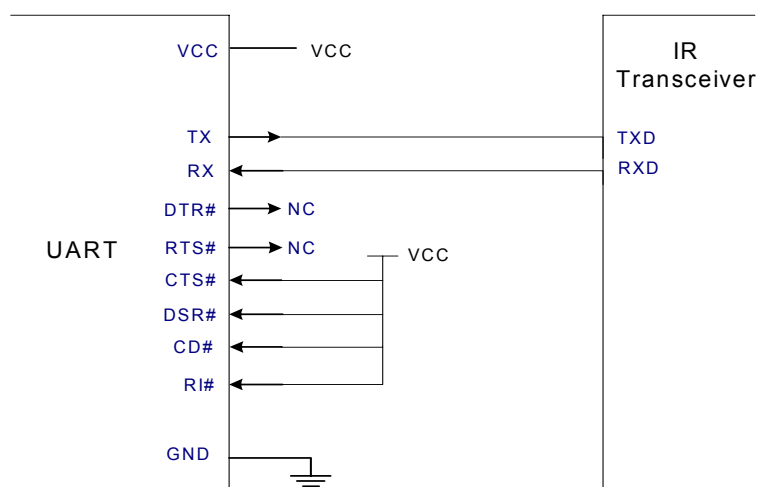 VCC VCC
IR
Transceiver
TX TXD
RX RXD
DTR# NC
UART RTS# NC
VCC
CTS#
DSR#
CD#
RI#
GND